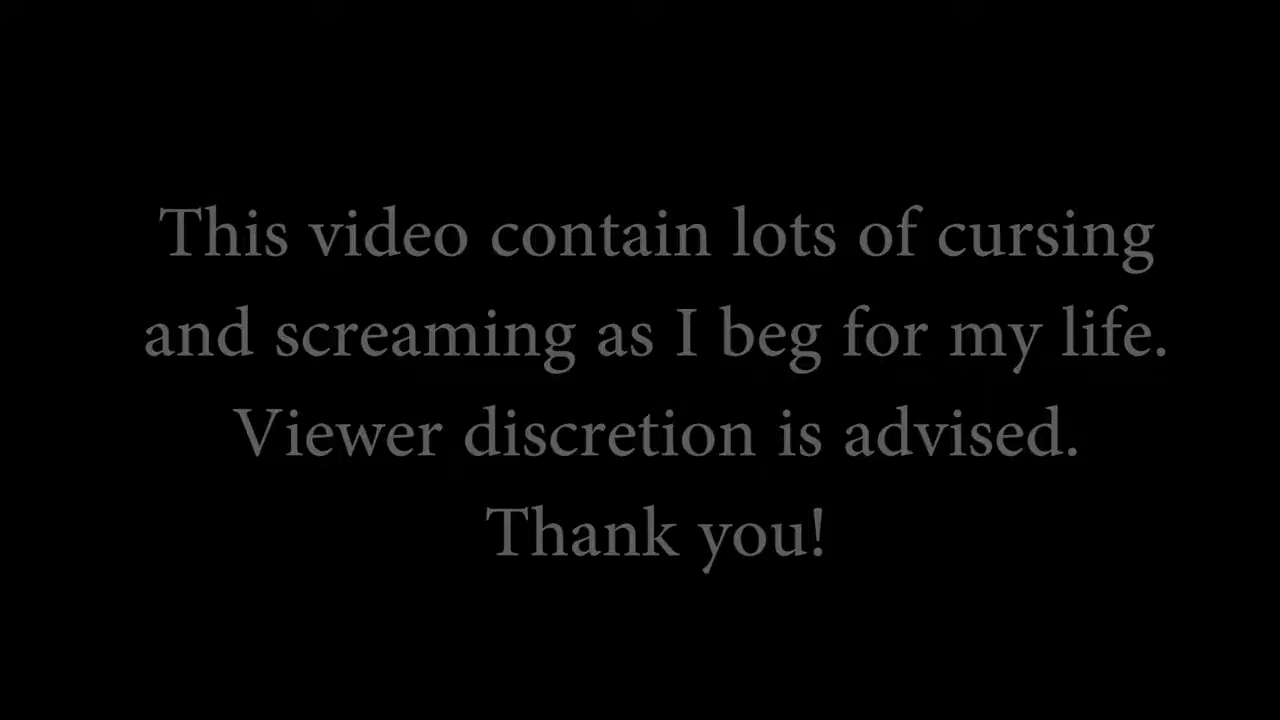 This video contain lots of cursing
and screaming as I beg for my life.
Viewer discretion is advised.
Thank you!